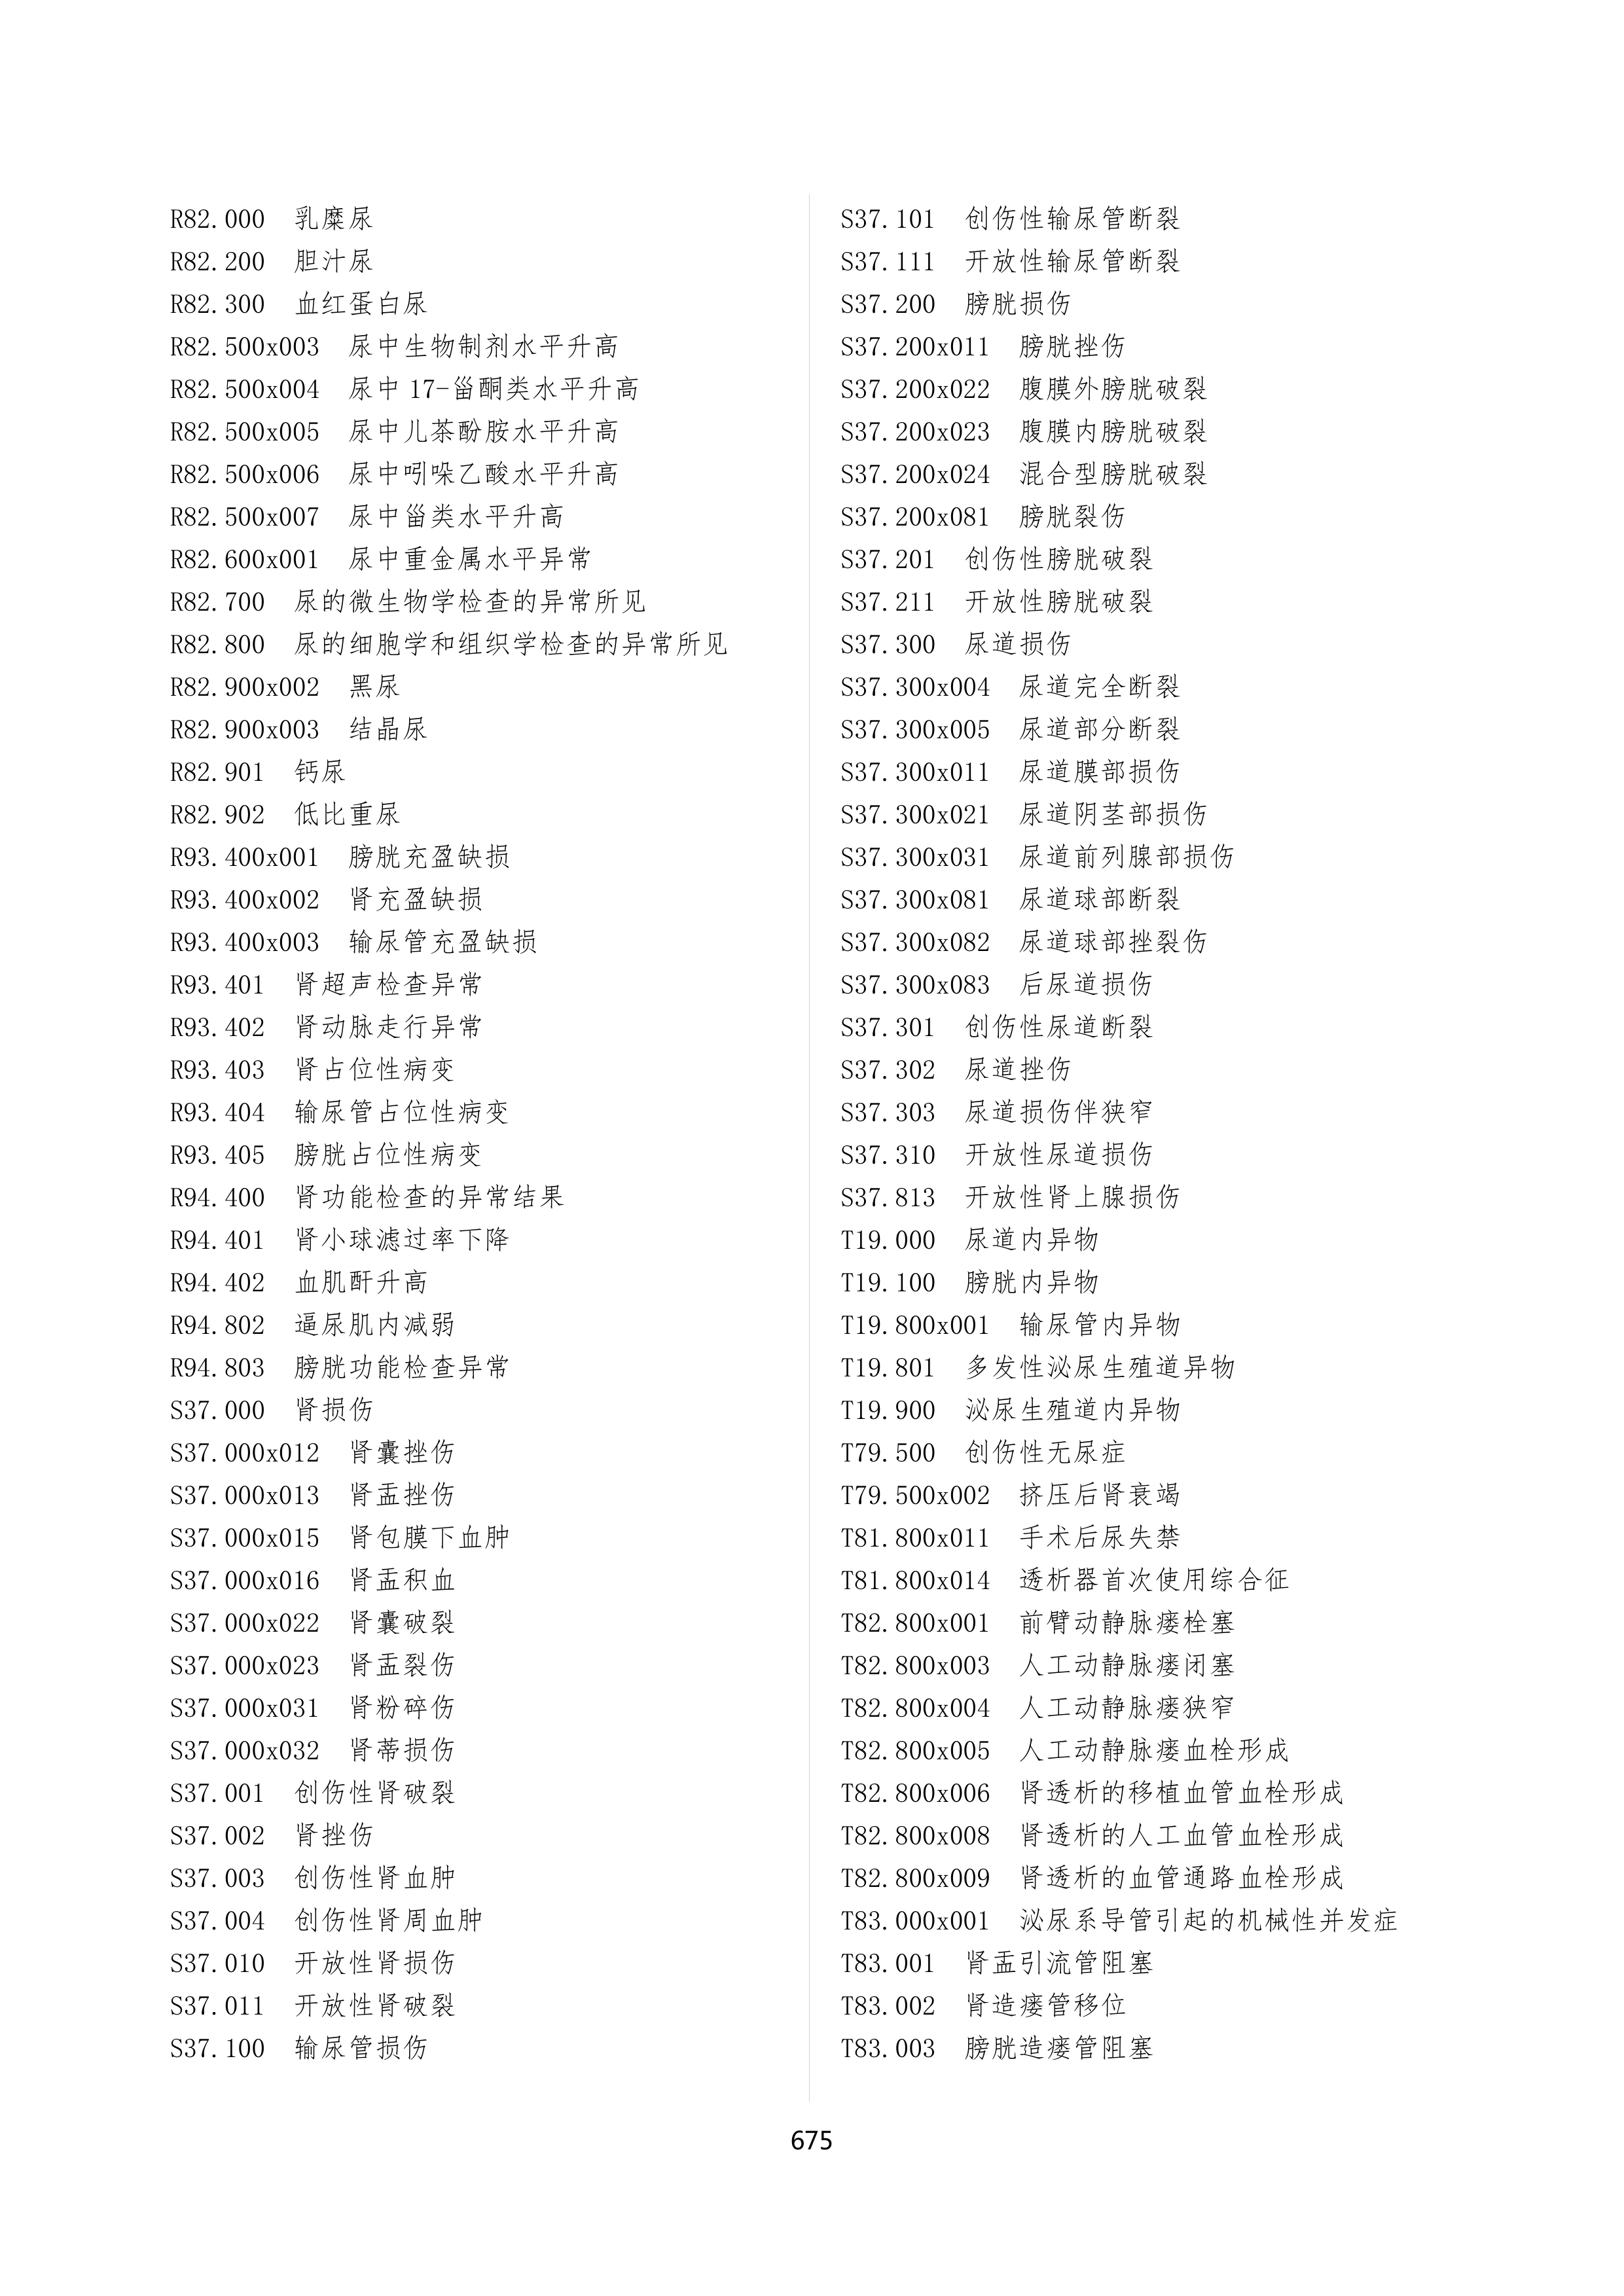 R82.000 乳糜尿
R82.200 胆汁尿
R82.300 血红蛋白尿
R82.500x003 尿中生物制剂水平升高
R82.500x004 尿中 17-甾酮类水平升高
R82.500x005 尿中儿茶酚胺水平升高
R82.500x006 尿中吲哚乙酸水平升高
R82.500x007 尿中甾类水平升高
R82.600x001 尿中重金属水平异常
R82.700 尿的微生物学检查的异常所见
R82.800 尿的细胞学和组织学检查的异常所见
R82.900x002 黑尿
R82.900x003 结晶尿
R82.901 钙尿
R82.902 低比重尿
R93.400x001 膀胱充盈缺损
R93.400x002 肾充盈缺损
R93.400x003 输尿管充盈缺损
R93.401 肾超声检查异常
R93.402 肾动脉走行异常
R93.403 肾占位性病变
R93.404 输尿管占位性病变
R93.405 膀胱占位性病变
R94.400 肾功能检查的异常结果
R94.401 肾小球滤过率下降
R94.402 血肌酐升高
R94.802 逼尿肌内减弱
R94.803 膀胱功能检查异常
S37.000 肾损伤
S37.000x012 肾囊挫伤
S37.000x013 肾盂挫伤
S37.000x015 肾包膜下血肿
S37.000x016 肾盂积血
S37.000x022 肾囊破裂
S37.000x023 肾盂裂伤
S37.000x031 肾粉碎伤
S37.000x032 肾蒂损伤
S37.001 创伤性肾破裂
S37.002 肾挫伤
S37.003 创伤性肾血肿
S37.004 创伤性肾周血肿
S37.010 开放性肾损伤
S37.011 开放性肾破裂
S37.100 输尿管损伤
S37.101 创伤性输尿管断裂
S37.111 开放性输尿管断裂
S37.200 膀胱损伤
S37.200x011 膀胱挫伤
S37.200x022 腹膜外膀胱破裂
S37.200x023 腹膜内膀胱破裂
S37.200x024 混合型膀胱破裂
S37.200x081 膀胱裂伤
S37.201 创伤性膀胱破裂
S37.211 开放性膀胱破裂
S37.300 尿道损伤
S37.300x004 尿道完全断裂
S37.300x005 尿道部分断裂
S37.300x011 尿道膜部损伤
S37.300x021 尿道阴茎部损伤
S37.300x031 尿道前列腺部损伤
S37.300x081 尿道球部断裂
S37.300x082 尿道球部挫裂伤
S37.300x083 后尿道损伤
S37.301 创伤性尿道断裂
S37.302 尿道挫伤
S37.303 尿道损伤伴狭窄
S37.310 开放性尿道损伤
S37.813 开放性肾上腺损伤
T19.000 尿道内异物
T19.100 膀胱内异物
T19.800x001 输尿管内异物
T19.801 多发性泌尿生殖道异物
T19.900 泌尿生殖道内异物
T79.500 创伤性无尿症
T79.500x002 挤压后肾衰竭
T81.800x011 手术后尿失禁
T81.800x014 透析器首次使用综合征
T82.800x001 前臂动静脉瘘栓塞
T82.800x003 人工动静脉瘘闭塞
T82.800x004 人工动静脉瘘狭窄
T82.800x005 人工动静脉瘘血栓形成
T82.800x006 肾透析的移植血管血栓形成
T82.800x008 肾透析的人工血管血栓形成
T82.800x009 肾透析的血管通路血栓形成
T83.000x001 泌尿系导管引起的机械性并发症
T83.001 肾盂引流管阻塞
T83.002 肾造瘘管移位
T83.003 膀胱造瘘管阻塞
675